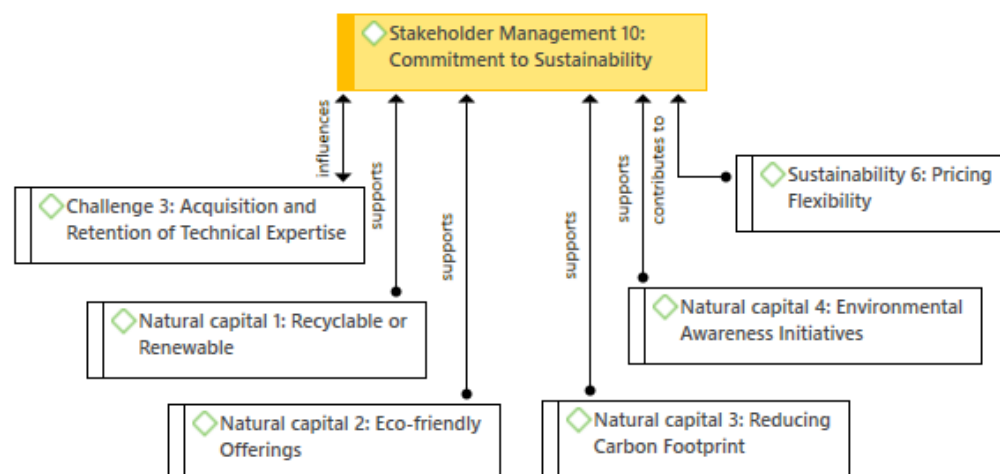 Stakeholder Management 10:
Commitment to Sustainability
influences
supports
supports
supports
supports
contributes to
Sustainability 6: Pricing
Flexibility
Challenge 3: Acquisition and
Retention of Technical Expertise
Natural capital 1: Recyclable or
Renewable
Natural capital 4: Environmental
Awareness Initiatives
Natural capital 2: Eco-friendly
Offerings
Natural capital 3: Reducing
Carbon Footprint